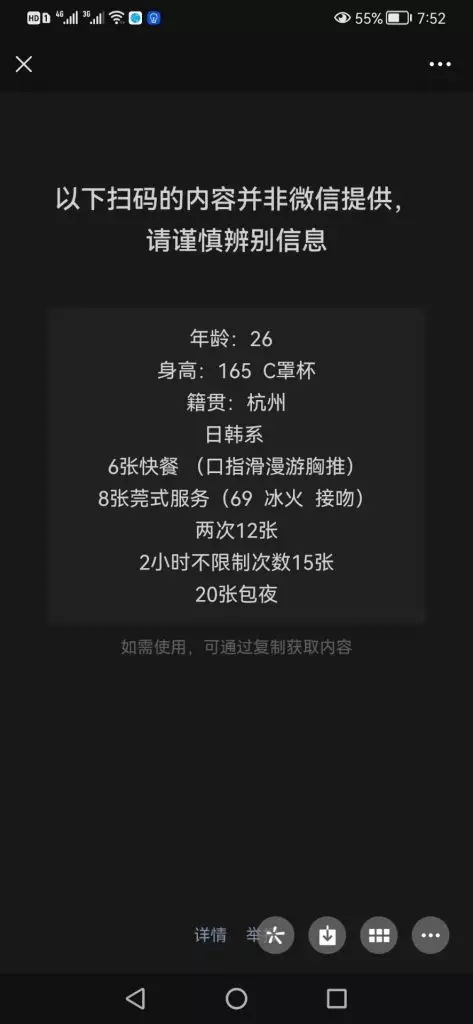 HD 1 4G 3G 55% 7:52
以下扫码的内容并非微信提供，
请谨慎辨别信息
年龄：26
身高：165 C罩杯
籍贯：杭州
日韩系
6张快餐 （口指滑漫游胸推）
8张莞式服务（69 冰火 接吻）
两次12张
2小时不限制次数15张
20张包夜
如需使用，可通过复制获取内容
详情 举